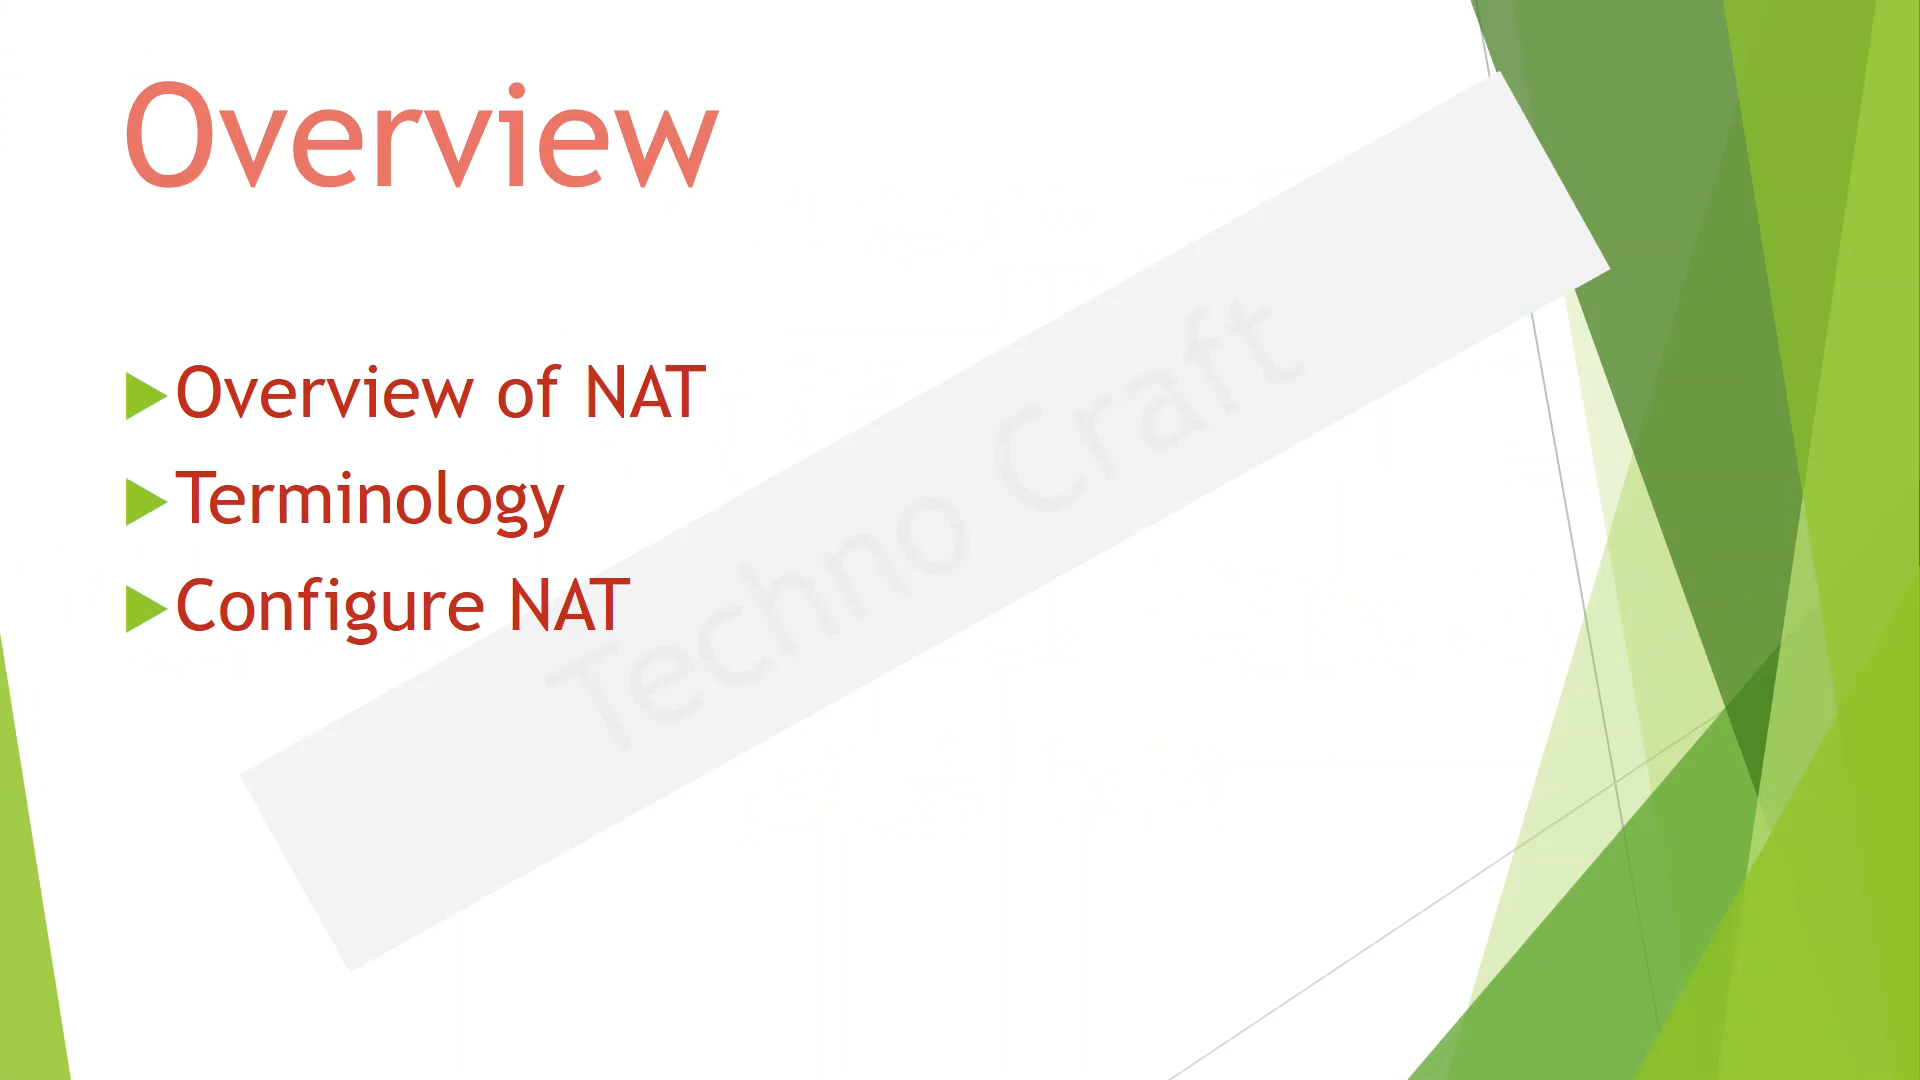 Overview
Overview of NAT
Terminology
Configure NAT
Techno Craft